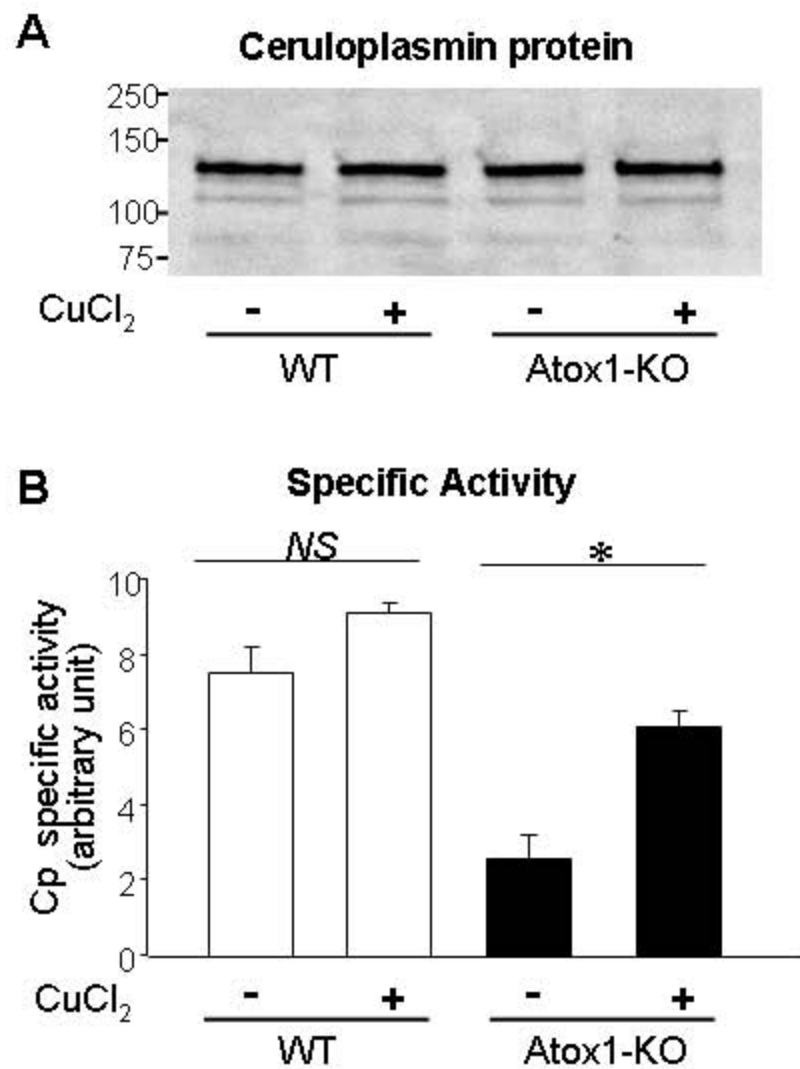 A
Ceruloplasmin protein
250
150
100
75
CuCl₂ - + - +
WT Atox1-KO
B
Specific Activity
NS *
Cp specific activity
(arbitrary unit)
10
8
6
4
2
0
CuCl₂ - + - +
WT Atox1-KO